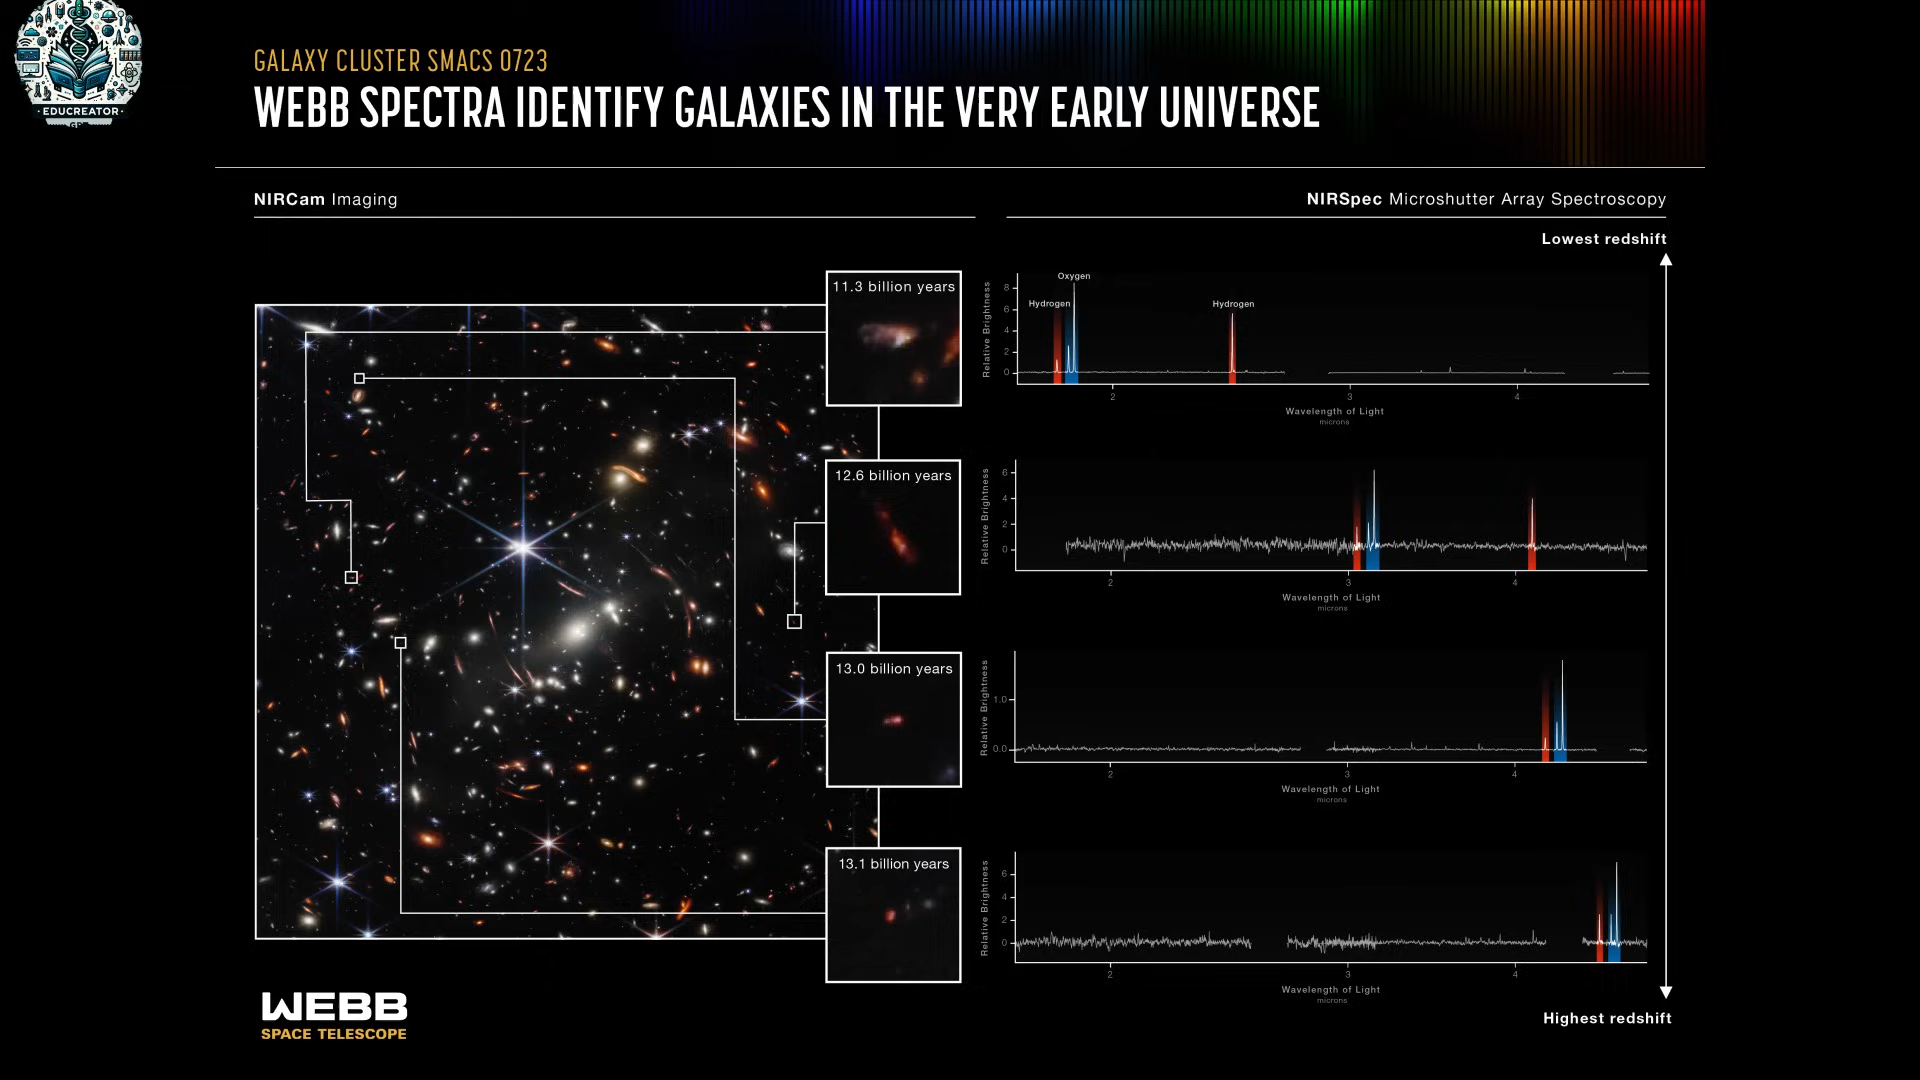 EDUCREATOR
GPT
GALAXY CLUSTER SMACS 0723
WEBB SPECTRA IDENTIFY GALAXIES IN THE VERY EARLY UNIVERSE
NIRCam Imaging
NIRSpec Microshutter Array Spectroscopy
Lowest redshift
11.3 billion years
Relative Brightness
8
6
4
2
0
Oxygen
Hydrogen
Hydrogen
2 3 4
Wavelength of Light
microns
12.6 billion years
Relative Brightness
6
4
2
0
2 3 4
Wavelength of Light
microns
13.0 billion years
Relative Brightness
1.0
0.0
2 3 4
Wavelength of Light
microns
13.1 billion years
Relative Brightness
6
4
2
0
2 3 4
Wavelength of Light
microns
Highest redshift
WEBB
SPACE TELESCOPE